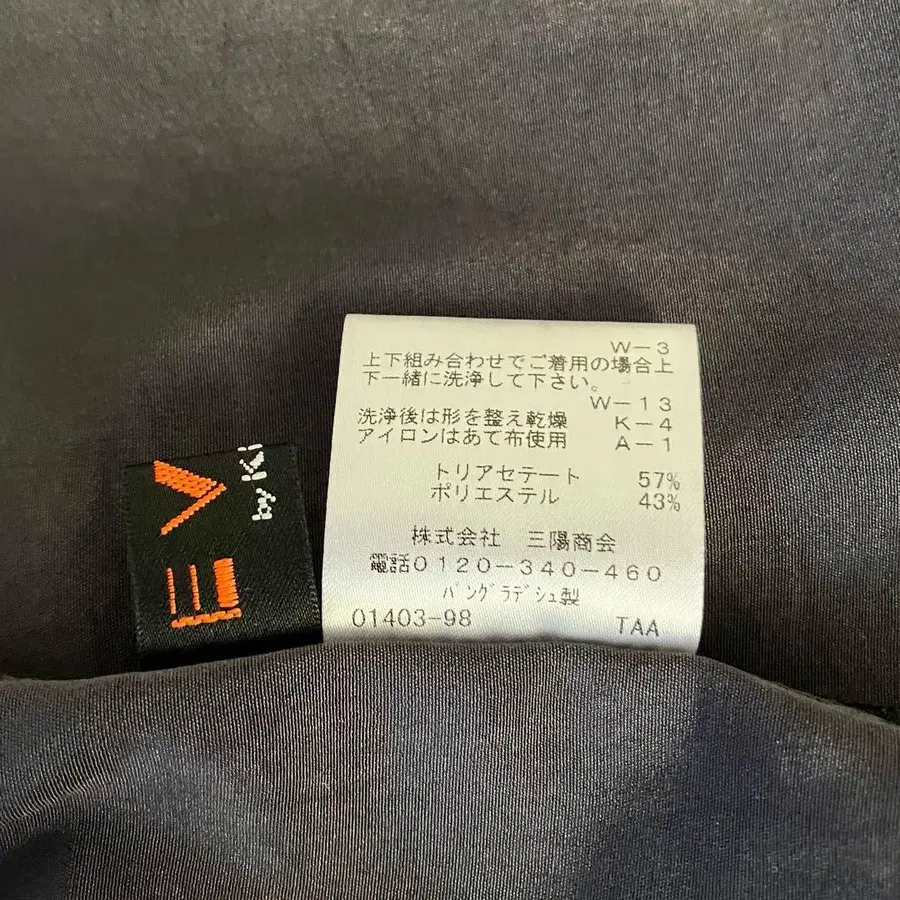 W-3
上下組み合わせでご着用の場合上
下一緒に洗浄して下さい。
W-13
洗浄後は形を整え乾燥 K-4
アイロンはあて布使用 A-1
トリアセテート 57%
ポリエステル 43%
株式会社 三陽商会
電話0120-340-460
バングラデシュ製
01403-98 TAA
EV
by Ki